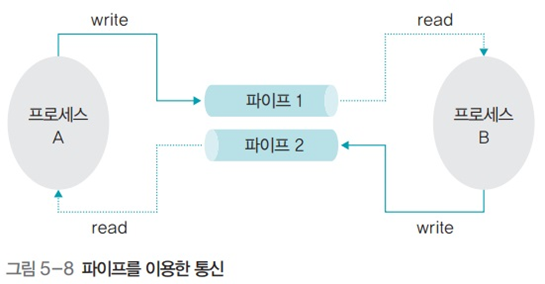 write
read
프로세스
A
파이프 1
프로세스
B
파이프 2
read
write
그림 5-8 파이프를 이용한 통신